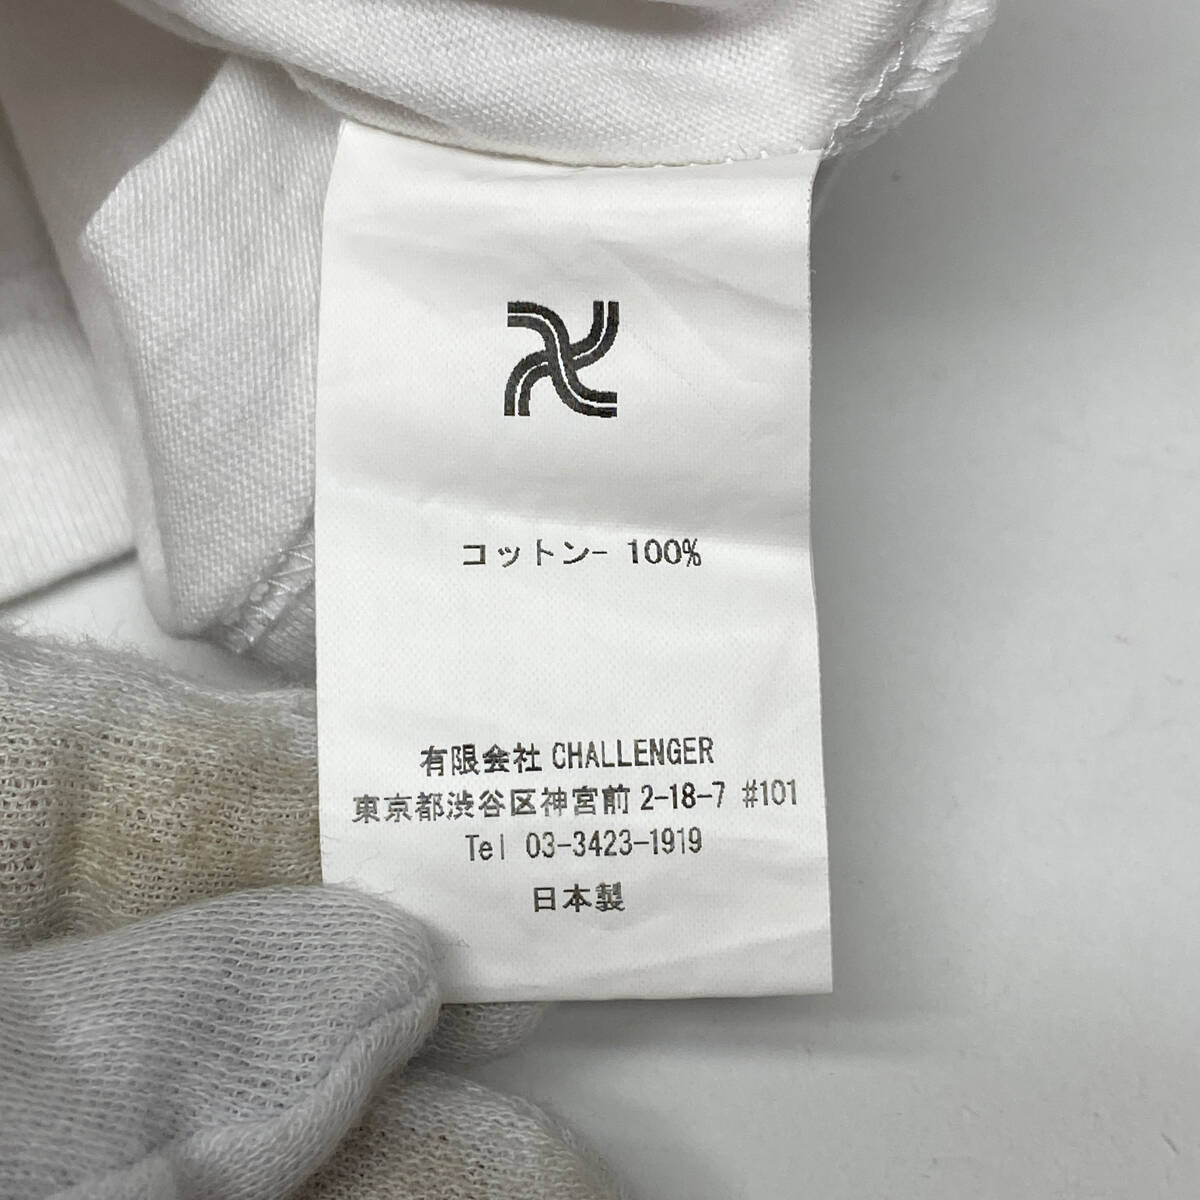 コットン- 100%
有限会社 CHALLENGER
東京都渋谷区神宮前 2-18-7 #101
Tel 03-3423-1919
日本製